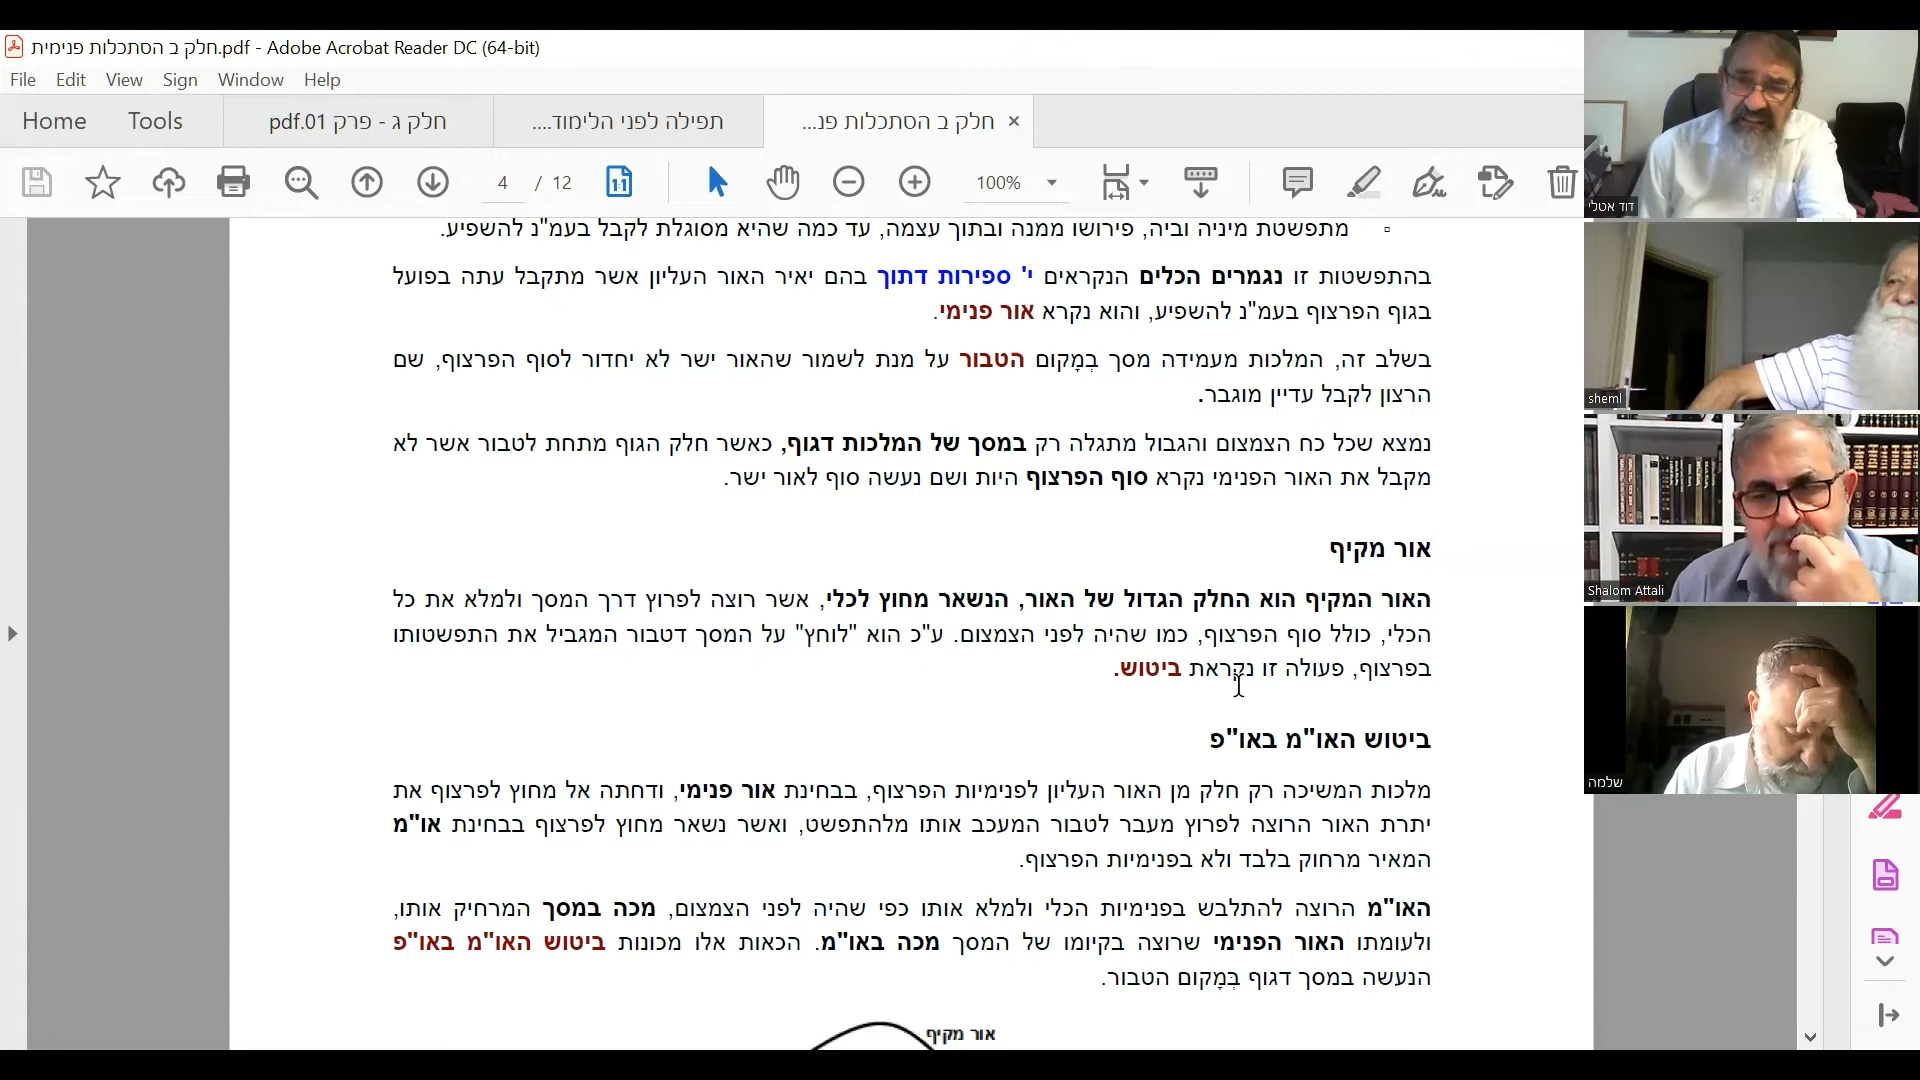 חלק ב הסתכלות פנימית.pdf - Adobe Acrobat Reader DC (64-bit)
File Edit View Sign Window Help
Home Tools חלק ג - פרק 01.pdf תפילה לפני הלימוד.... חלק ב הסתכלות פנ... ×
4 / 12 1:1 100%
▫ מתפשטת מיניה וביה, פירושו ממנה ובתוך עצמה, עד כמה שהיא מסוגלת לקבל בעמ"נ להשפיע.
בהתפשטות זו נגמרים הכלים הנקראים י' ספירות דתוך בהם יאיר האור העליון אשר מתקבל עתה בפועל
בגוף הפרצוף בעמ"נ להשפיע, והוא נקרא אור פנימי.
בשלב זה, המלכות מעמידה מסך בְּמָקום הטבור על מנת לשמור שהאור ישר לא יחדור לסוף הפרצוף, שם
הרצון לקבל עדיין מוגבר.
נמצא שכל כח הצמצום והגבול מתגלה רק במסך של המלכות דגוף, כאשר חלק הגוף מתחת לטבור אשר לא
מקבל את האור הפנימי נקרא סוף הפרצוף היות ושם נעשה סוף לאור ישר.
אור מקיף
האור המקיף הוא החלק הגדול של האור, הנשאר מחוץ לכלי, אשר רוצה לפרוץ דרך המסך ולמלא את כל
הכלי, כולל סוף הפרצוף, כמו שהיה לפני הצמצום. ע"כ הוא "לוחץ" על המסך דטבור המגביל את התפשטותו
בפרצוף, פעולה זו נקראת ביטוש.
ביטוש האו"מ באו"פ
מלכות המשיכה רק חלק מן האור העליון לפנימיות הפרצוף, בבחינת אור פנימי, ודחתה אל מחוץ לפרצוף את
יתרת האור הרוצה לפרוץ מעבר לטבור המעכב אותו מלהתפשט, ואשר נשאר מחוץ לפרצוף בבחינת או"מ
המאיר מרחוק בלבד ולא בפנימיות הפרצוף.
האו"מ הרוצה להתלבש בפנימיות הכלי ולמלא אותו כפי שהיה לפני הצמצום, מכה במסך המרחיק אותו,
ולעומתו האור הפנימי שרוצה בקיומו של המסך מכה באו"מ. הכאות אלו מכונות ביטוש האו"מ באו"פ
הנעשה במסך דגוף בְּמָקום הטבור.
אור מקיף
דוד אטלי
sheml
Shalom Attali
שלמה